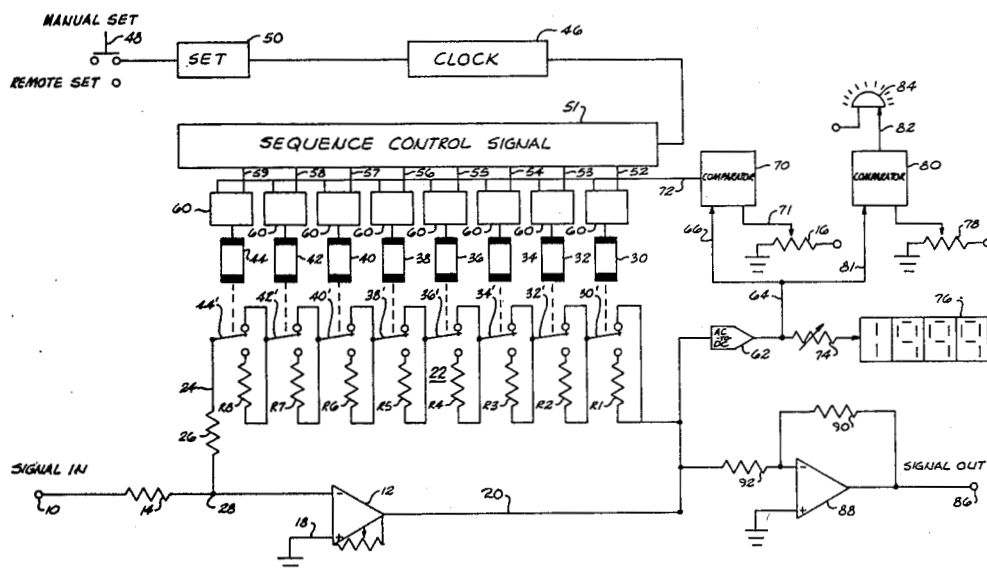 MANUAL SET
48
50
46
SET
CLOCK
REMOTE SET
51
SEQUENCE CONTROL SIGNAL
84
82
59 58 57 56 55 54 53 52
72
70
80
COMPARATOR
COMPARATOR
60 60 60 60 60 60 60 60
71
66
16
81
78
44 42 40 38 36 34 32 30
64
76
44' 42' 40' 38' 36' 34' 32' 30'
AC TO DC
62
74
1 9 9 9
24
22
R8 R7 R6 R5 R4 R3 R2 R1
26
90
SIGNAL IN
SIGNAL OUT
10
14
28
12
20
92
88
86
18